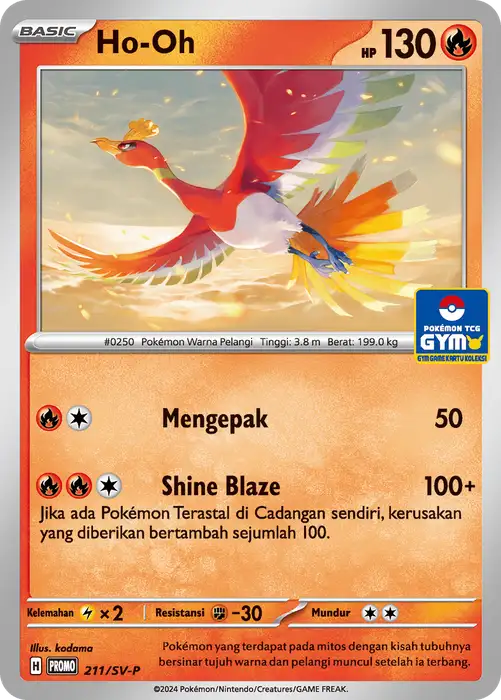 BASIC Ho-Oh HP 130
#0250 Pokémon Warna Pelangi Tinggi: 3.8 m Berat: 199.0 kg
POKÉMON TCG
GYM
GYM GAME KARTU KOLEKSI
Mengepak 50
Shine Blaze 100+
Jika ada Pokémon Terastal di Cadangan sendiri, kerusakan
yang diberikan bertambah sejumlah 100.
Kelemahan ×2 Resistansi -30 Mundur
Illus. kodama
H PROMO 211/SV-P
Pokémon yang terdapat pada mitos dengan kisah tubuhnya
bersinar tujuh warna dan pelangi muncul setelah ia terbang.
©2024 Pokémon/Nintendo/Creatures/GAME FREAK.